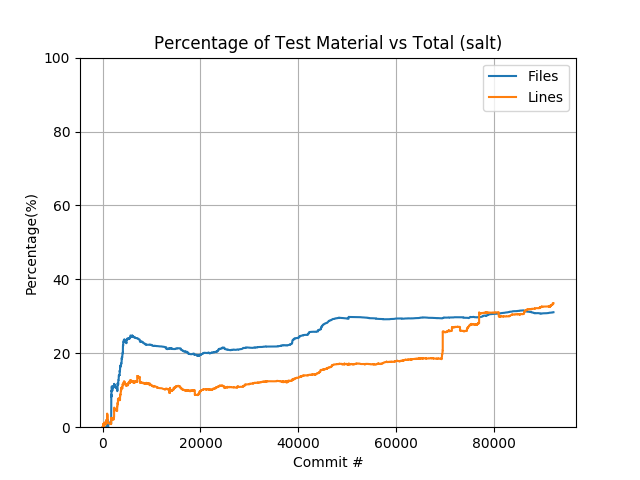 Percentage of Test Material vs Total (salt)
Files
Lines
100
80
60
40
20
0
Percentage(%)
0 20000 40000 60000 80000
Commit #